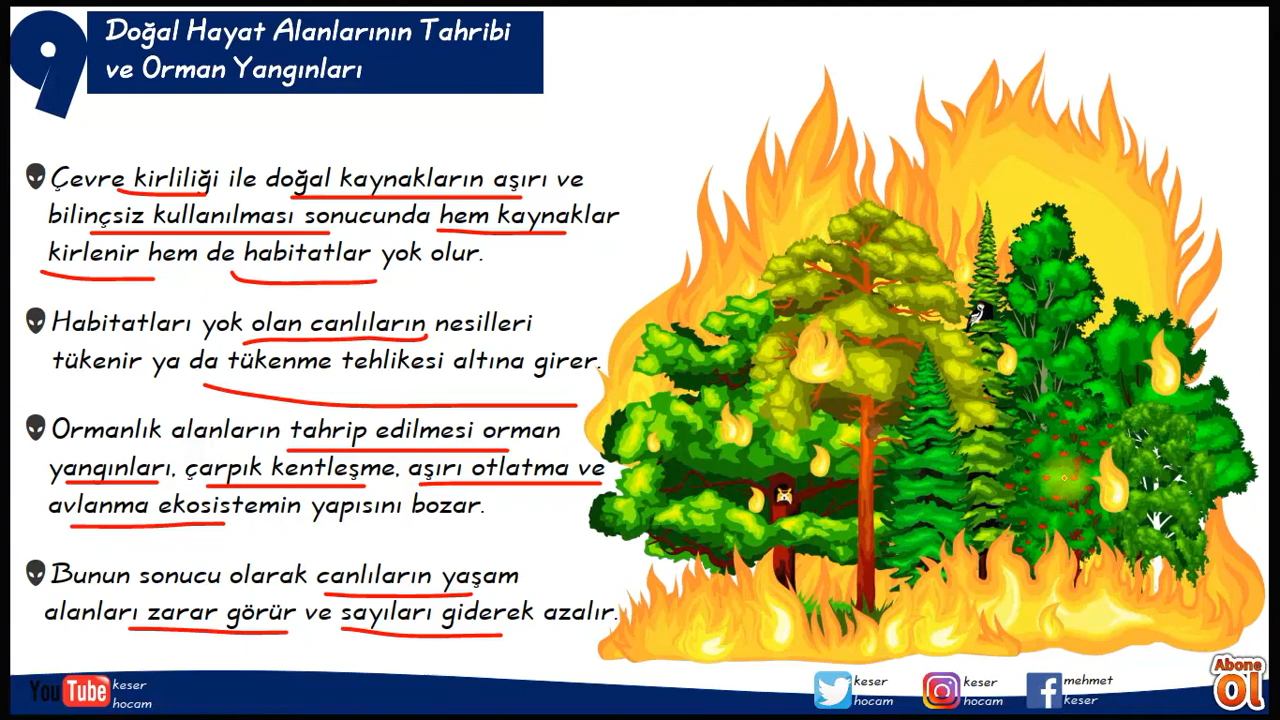 9
Doğal Hayat Alanlarının Tahribi
ve Orman Yangınları
Çevre kirliliği ile doğal kaynakların aşırı ve
bilinçsiz kullanılması sonucunda hem kaynaklar
kirlenir hem de habitatlar yok olur.
Habitatları yok olan canlıların nesilleri
tükenir ya da tükenme tehlikesi altına girer.
Ormanlık alanların tahrip edilmesi orman
yangınları, çarpık kentleşme, aşırı otlatma ve
avlanma ekosistemin yapısını bozar.
Bunun sonucu olarak canlıların yaşam
alanları zarar görür ve sayıları giderek azalır.
YouTube keser hocam
keser hocam
keser hocam
mehmet keser
Abone
Ol